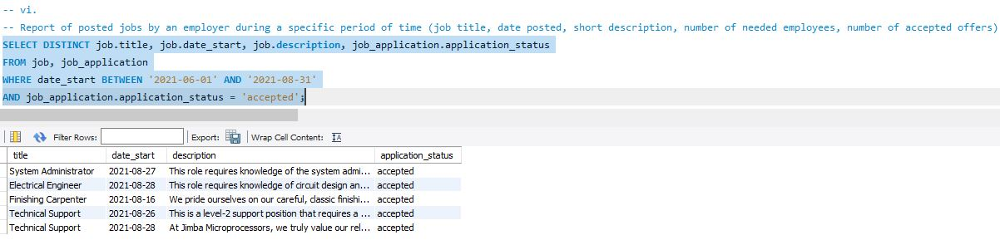 -- vi.
-- Report of posted jobs by an employer during a specific period of time (job title, date posted, short description, number of needed employees, number of accepted offers)
SELECT DISTINCT job.title, job.date_start, job.description, job_application.application_status
FROM job, job_application
WHERE date_start BETWEEN '2021-06-01' AND '2021-08-31'
AND job_application.application_status = 'accepted';
Filter Rows: Export: Wrap Cell Content:
title date_start description application_status
System Administrator 2021-08-27 This role requires knowledge of the system admi... accepted
Electrical Engineer 2021-08-28 This role requires knowledge of circuit design an... accepted
Finishing Carpenter 2021-08-16 We pride ourselves on our careful, classic finishi... accepted
Technical Support 2021-08-26 This is a level-2 support position that requires a ... accepted
Technical Support 2021-08-28 At Jimba Microprocessors, we truly value our rel... accepted